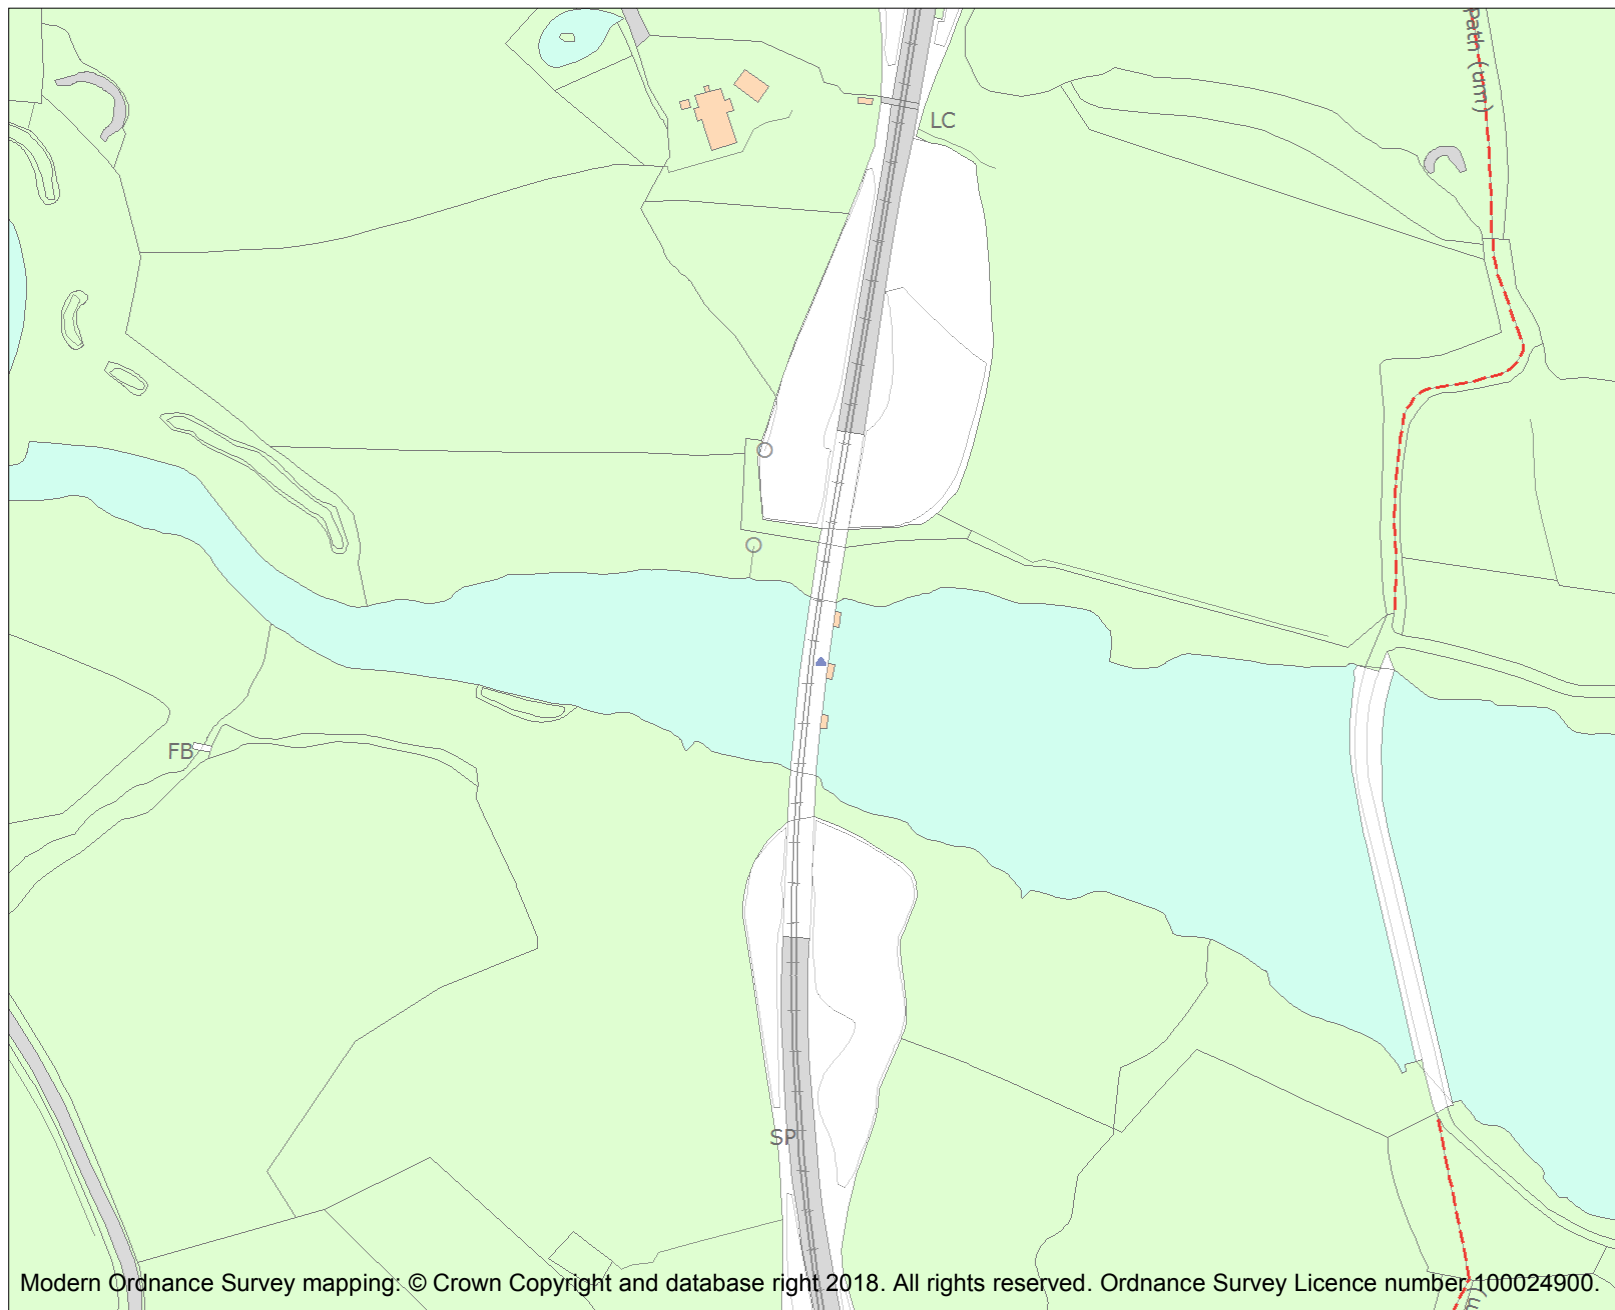 Path (um)
LC
FB
SP
m)
Modern Ordnance Survey mapping: © Crown Copyright and database right 2018. All rights reserved. Ordnance Survey Licence number 100024900.